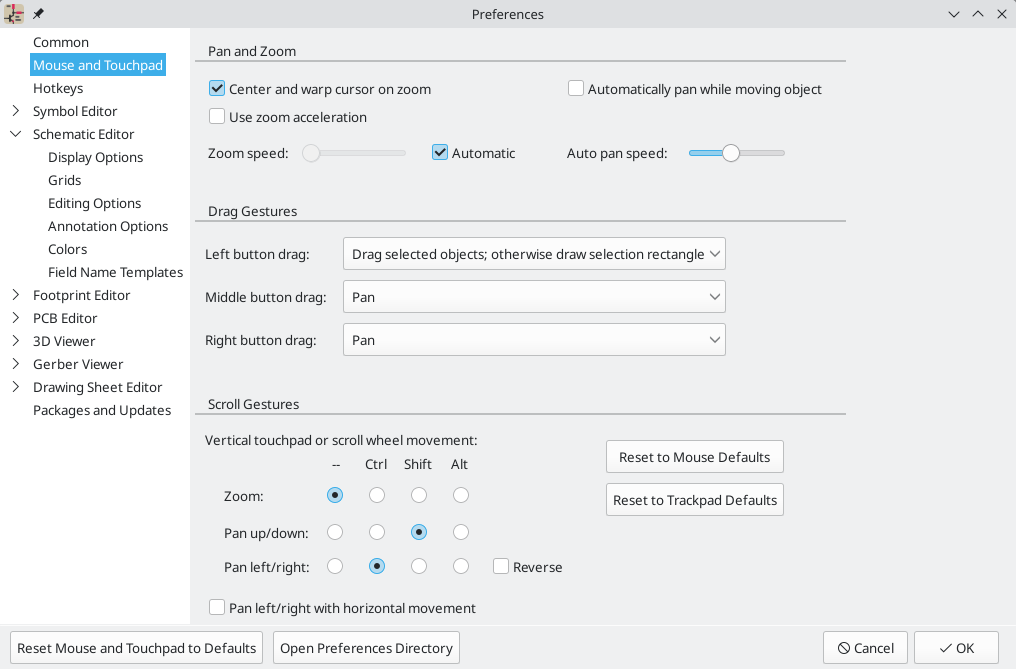 Preferences
Common
Mouse and Touchpad
Hotkeys
Symbol Editor
Schematic Editor
Display Options
Grids
Editing Options
Annotation Options
Colors
Field Name Templates
Footprint Editor
PCB Editor
3D Viewer
Gerber Viewer
Drawing Sheet Editor
Packages and Updates
Pan and Zoom
Center and warp cursor on zoom
Automatically pan while moving object
Use zoom acceleration
Zoom speed:
Automatic
Auto pan speed:
Drag Gestures
Left button drag:
Drag selected objects; otherwise draw selection rectangle
Middle button drag:
Pan
Right button drag:
Pan
Scroll Gestures
Vertical touchpad or scroll wheel movement:
-- Ctrl Shift Alt
Zoom:
Pan up/down:
Pan left/right:
Reverse
Pan left/right with horizontal movement
Reset to Mouse Defaults
Reset to Trackpad Defaults
Reset Mouse and Touchpad to Defaults
Open Preferences Directory
Cancel
OK